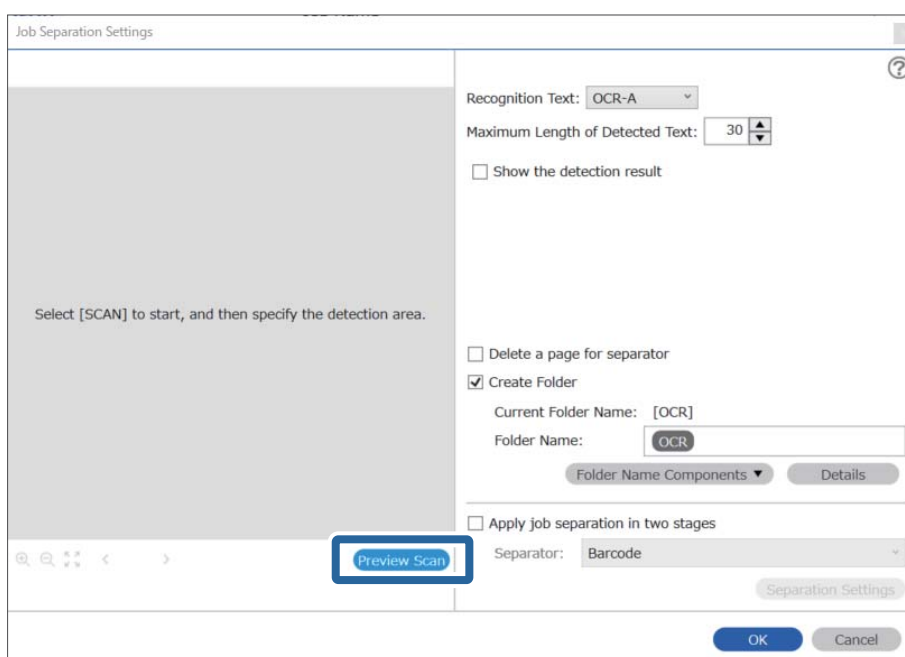 Job Separation Settings
?
Recognition Text: OCR-A
Maximum Length of Detected Text: 30
Show the detection result
Select [SCAN] to start, and then specify the detection area.
Delete a page for separator
Create Folder
Current Folder Name: [OCR]
Folder Name: OCR
Folder Name Components ▼ Details
Apply job separation in two stages
Preview Scan
Separator: Barcode
Separation Settings
OK Cancel